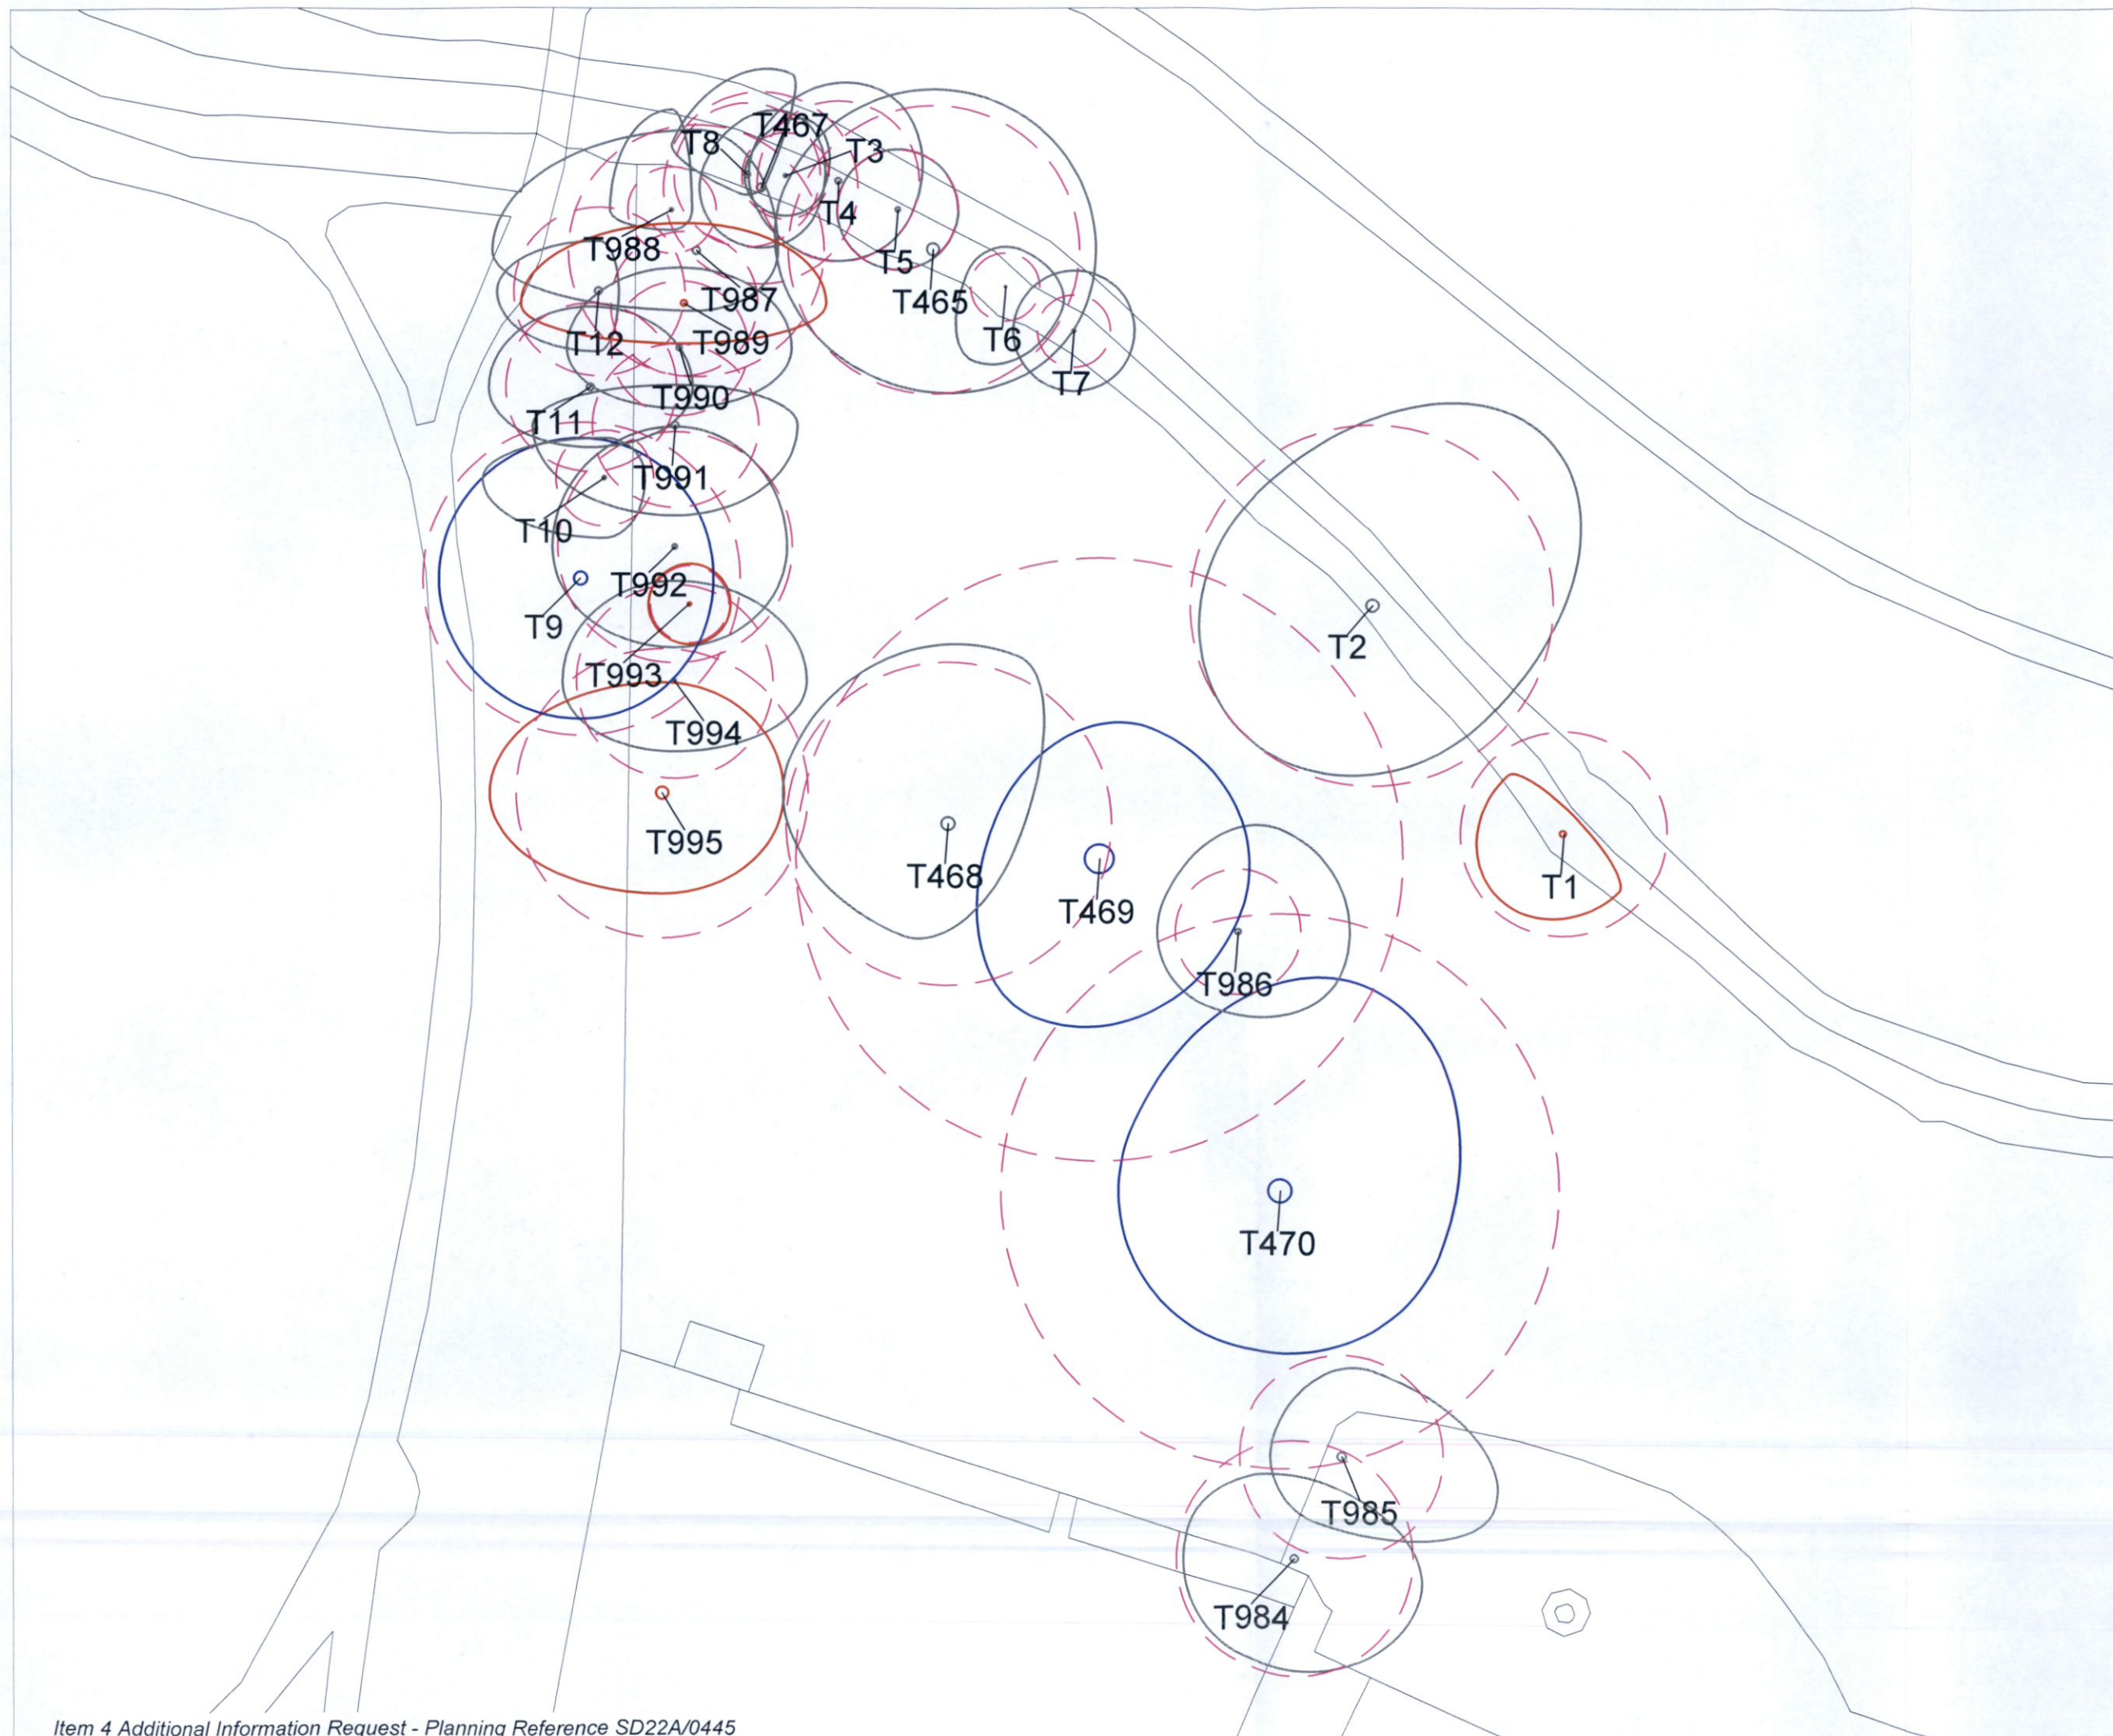 T467
T8
T3
T4
T988
T5
T987
T465
T12
T989
T6
T7
T990
T11
T991
T10
T992
T9
T2
T993
T994
T995
T468
T1
T469
T986
T470
T985
T984
Item 4 Additional Information Request - Planning Reference SD22A/0445